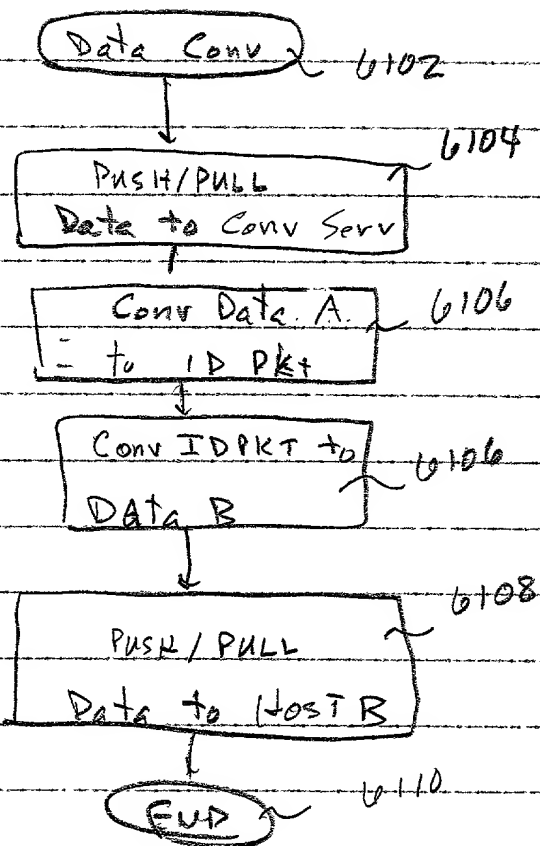 Data Conv
6102
6104
PUSH/PULL
Data to Conv Serv
Conv Data A.
6106
to ID Pkt
Conv IDPKT to
6106
Data B
6108
PUSH/PULL
Data to HOST B
6110
END